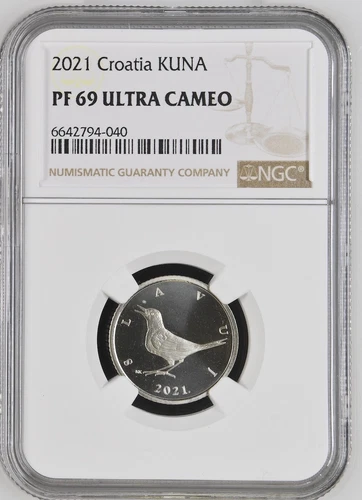 2021 Croatia KUNA
PF 69 ULTRA CAMEO
6642794-040
NUMISMATIC GUARANTY COMPANY
NGC®
SLAVUJ
2021.